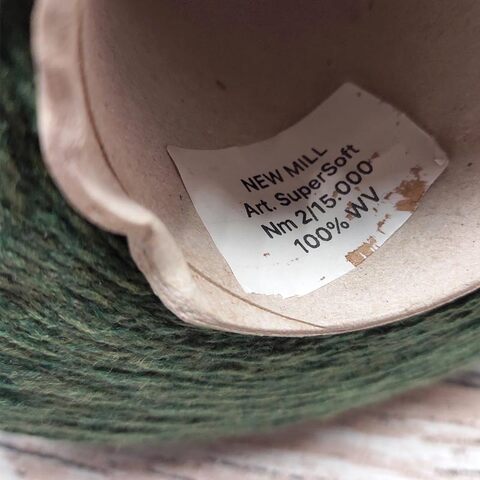 NEW MILL
Art. SuperSoft
Nm 2/15.000
100% WV